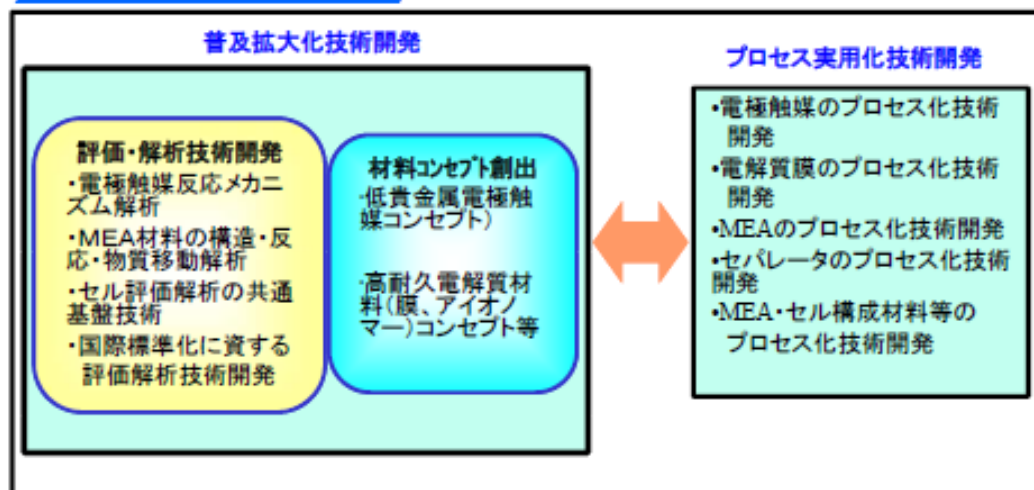 普及拡大化技術開発
評価・解析技術開発
・電極触媒反応メカニ
ズム解析
・MEA材料の構造・反
応・物質移動解析
・セル評価解析の共通
基盤技術
・国際標準化に資する
評価解析技術開発
材料コンセプト創出
・低貴金属電極触
媒コンセプト）
・高耐久電解質材
料（膜、アイオノ
マー）コンセプト等
プロセス実用化技術開発
・電極触媒のプロセス化技術
開発
・電解質膜のプロセス化技術
開発
・MEAのプロセス化技術開発
・セパレータのプロセス化技術
開発
・MEA・セル構成材料等の
プロセス化技術開発